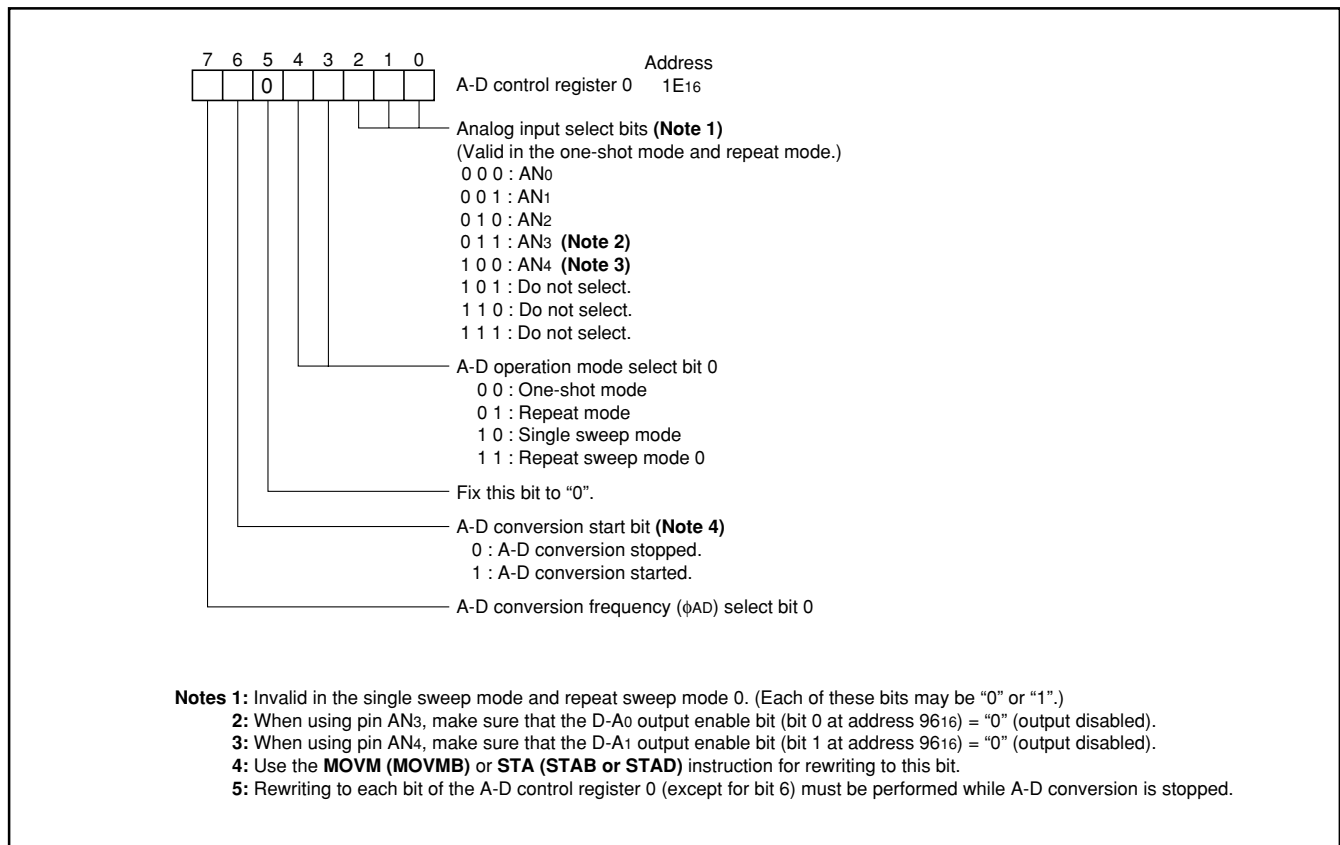 7 6 5 4 3 2 1 0
Address
0
A-D control register 0 1E16
Analog input select bits (Note 1)
(Valid in the one-shot mode and repeat mode.)
0 0 0 : AN0
0 0 1 : AN1
0 1 0 : AN2
0 1 1 : AN3 (Note 2)
1 0 0 : AN4 (Note 3)
1 0 1 : Do not select.
1 1 0 : Do not select.
1 1 1 : Do not select.
A-D operation mode select bit 0
0 0 : One-shot mode
0 1 : Repeat mode
1 0 : Single sweep mode
1 1 : Repeat sweep mode 0
Fix this bit to “0”.
A-D conversion start bit (Note 4)
0 : A-D conversion stopped.
1 : A-D conversion started.
A-D conversion frequency (φAD) select bit 0
Notes 1: Invalid in the single sweep mode and repeat sweep mode 0. (Each of these bits may be “0” or “1”.)
2: When using pin AN3, make sure that the D-A0 output enable bit (bit 0 at address 9616) = “0” (output disabled).
3: When using pin AN4, make sure that the D-A1 output enable bit (bit 1 at address 9616) = “0” (output disabled).
4: Use the MOVM (MOVMB) or STA (STAB or STAD) instruction for rewriting to this bit.
5: Rewriting to each bit of the A-D control register 0 (except for bit 6) must be performed while A-D conversion is stopped.